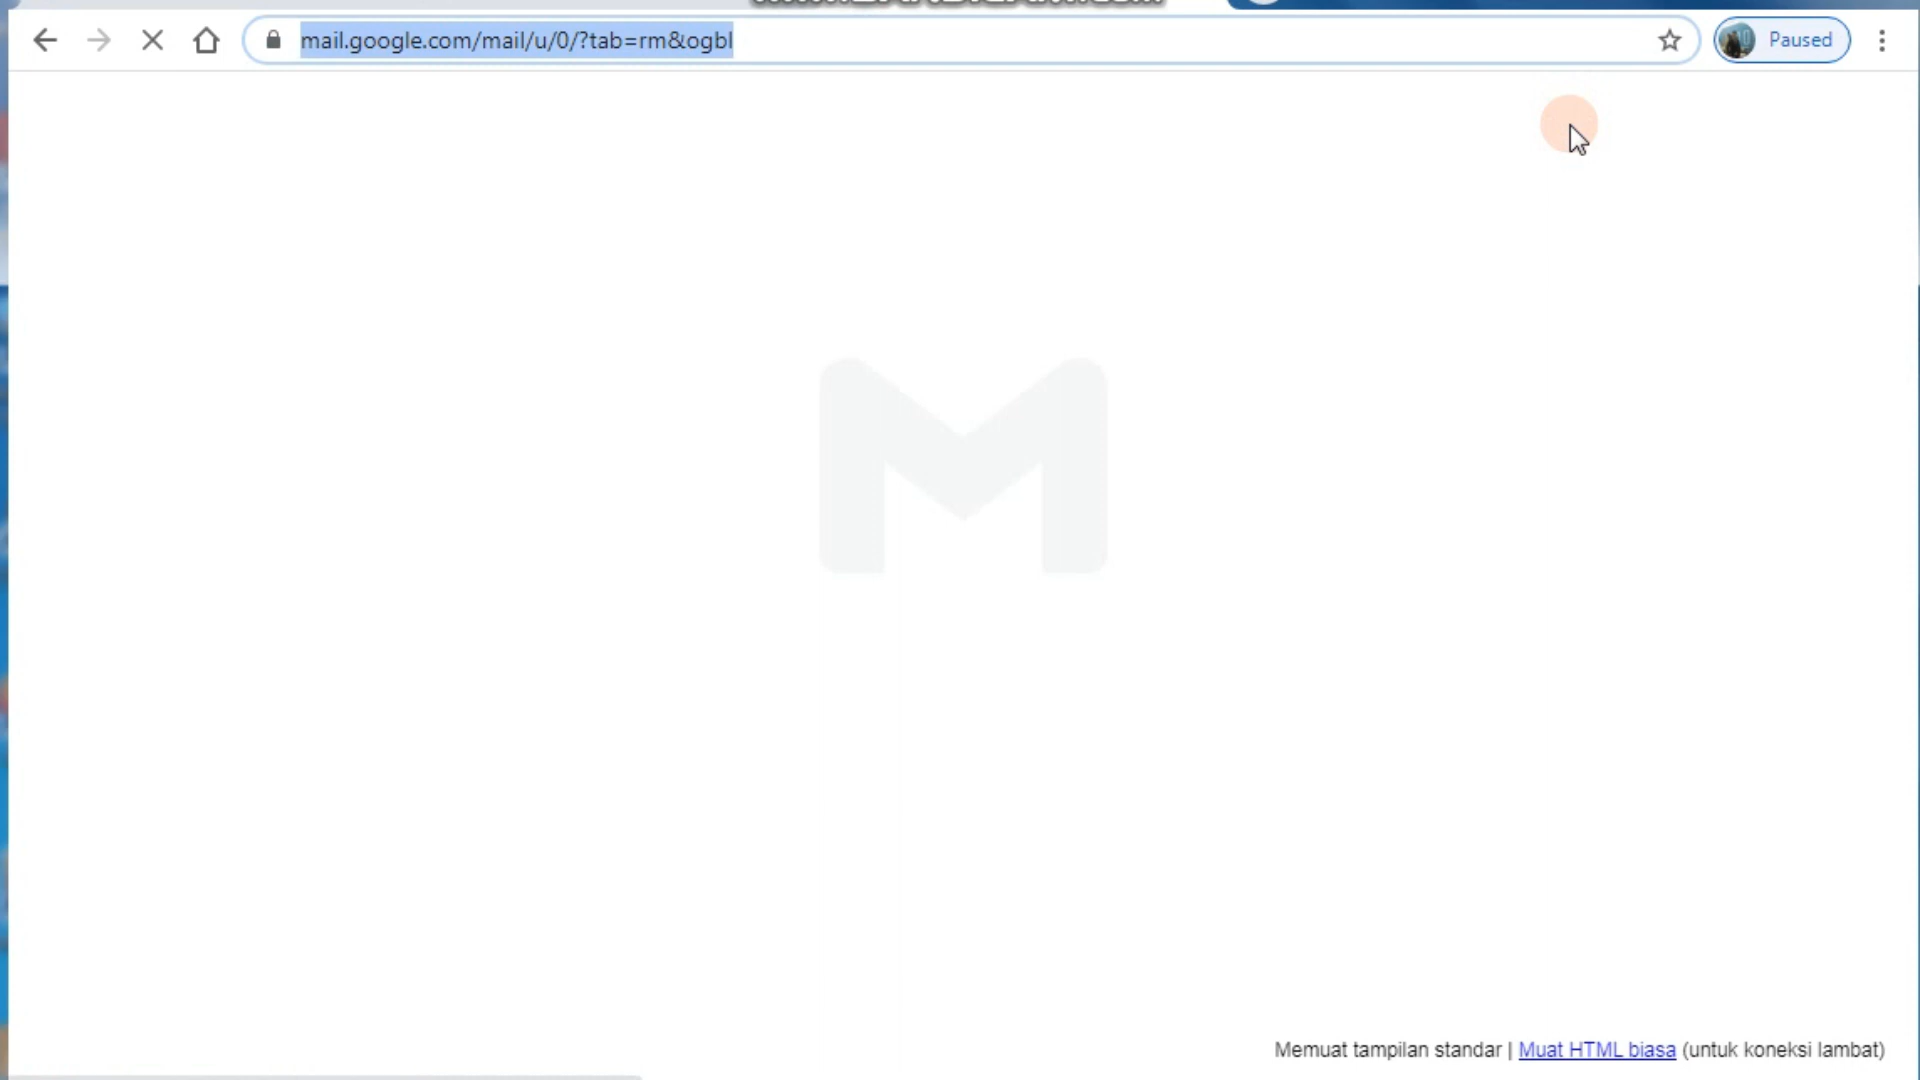 mail.google.com/mail/u/0/?tab=rm&ogbl
Paused
Memuat tampilan standar | Muat HTML biasa (untuk koneksi lambat)